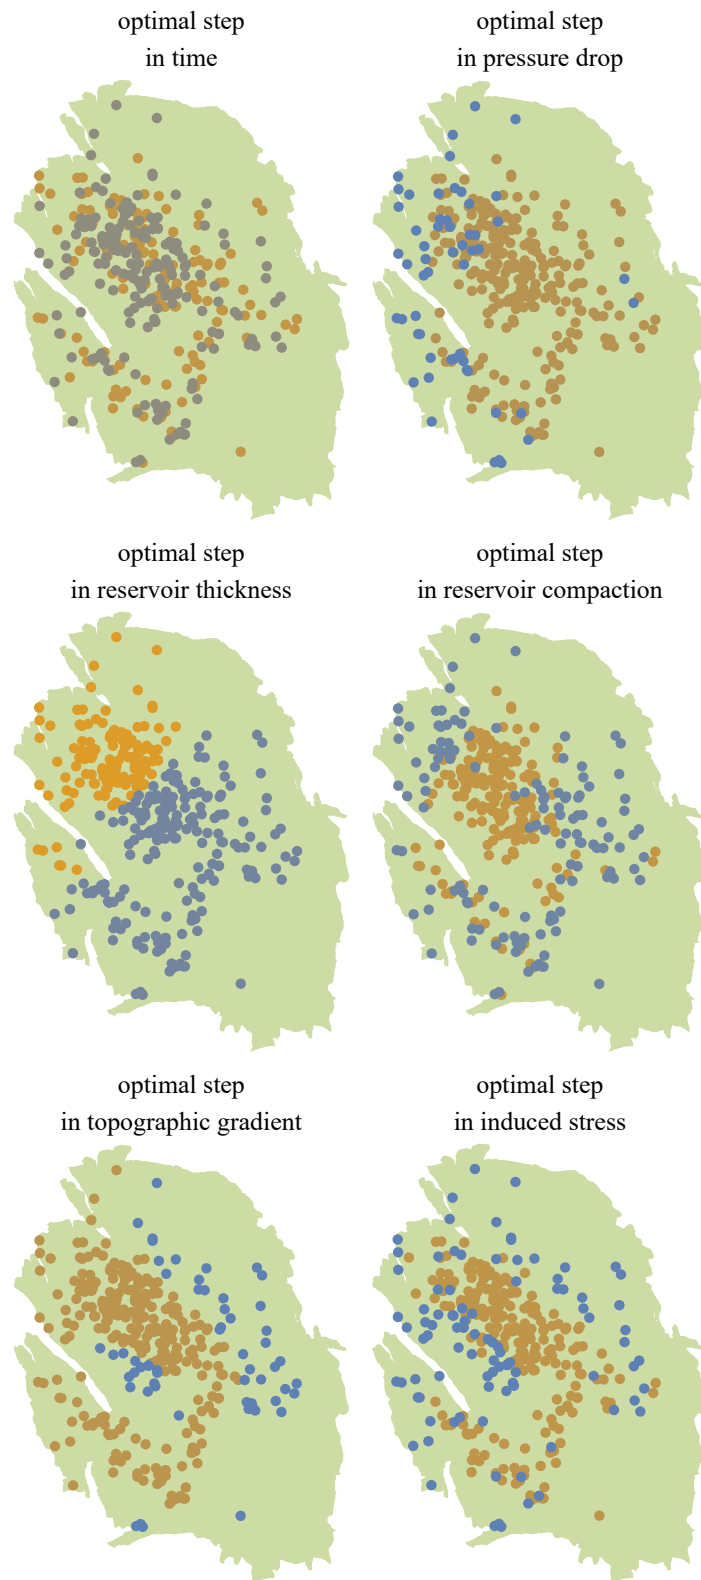 optimal step
in time
optimal step
in pressure drop
optimal step
in reservoir thickness
optimal step
in reservoir compaction
optimal step
in topographic gradient
optimal step
in induced stress